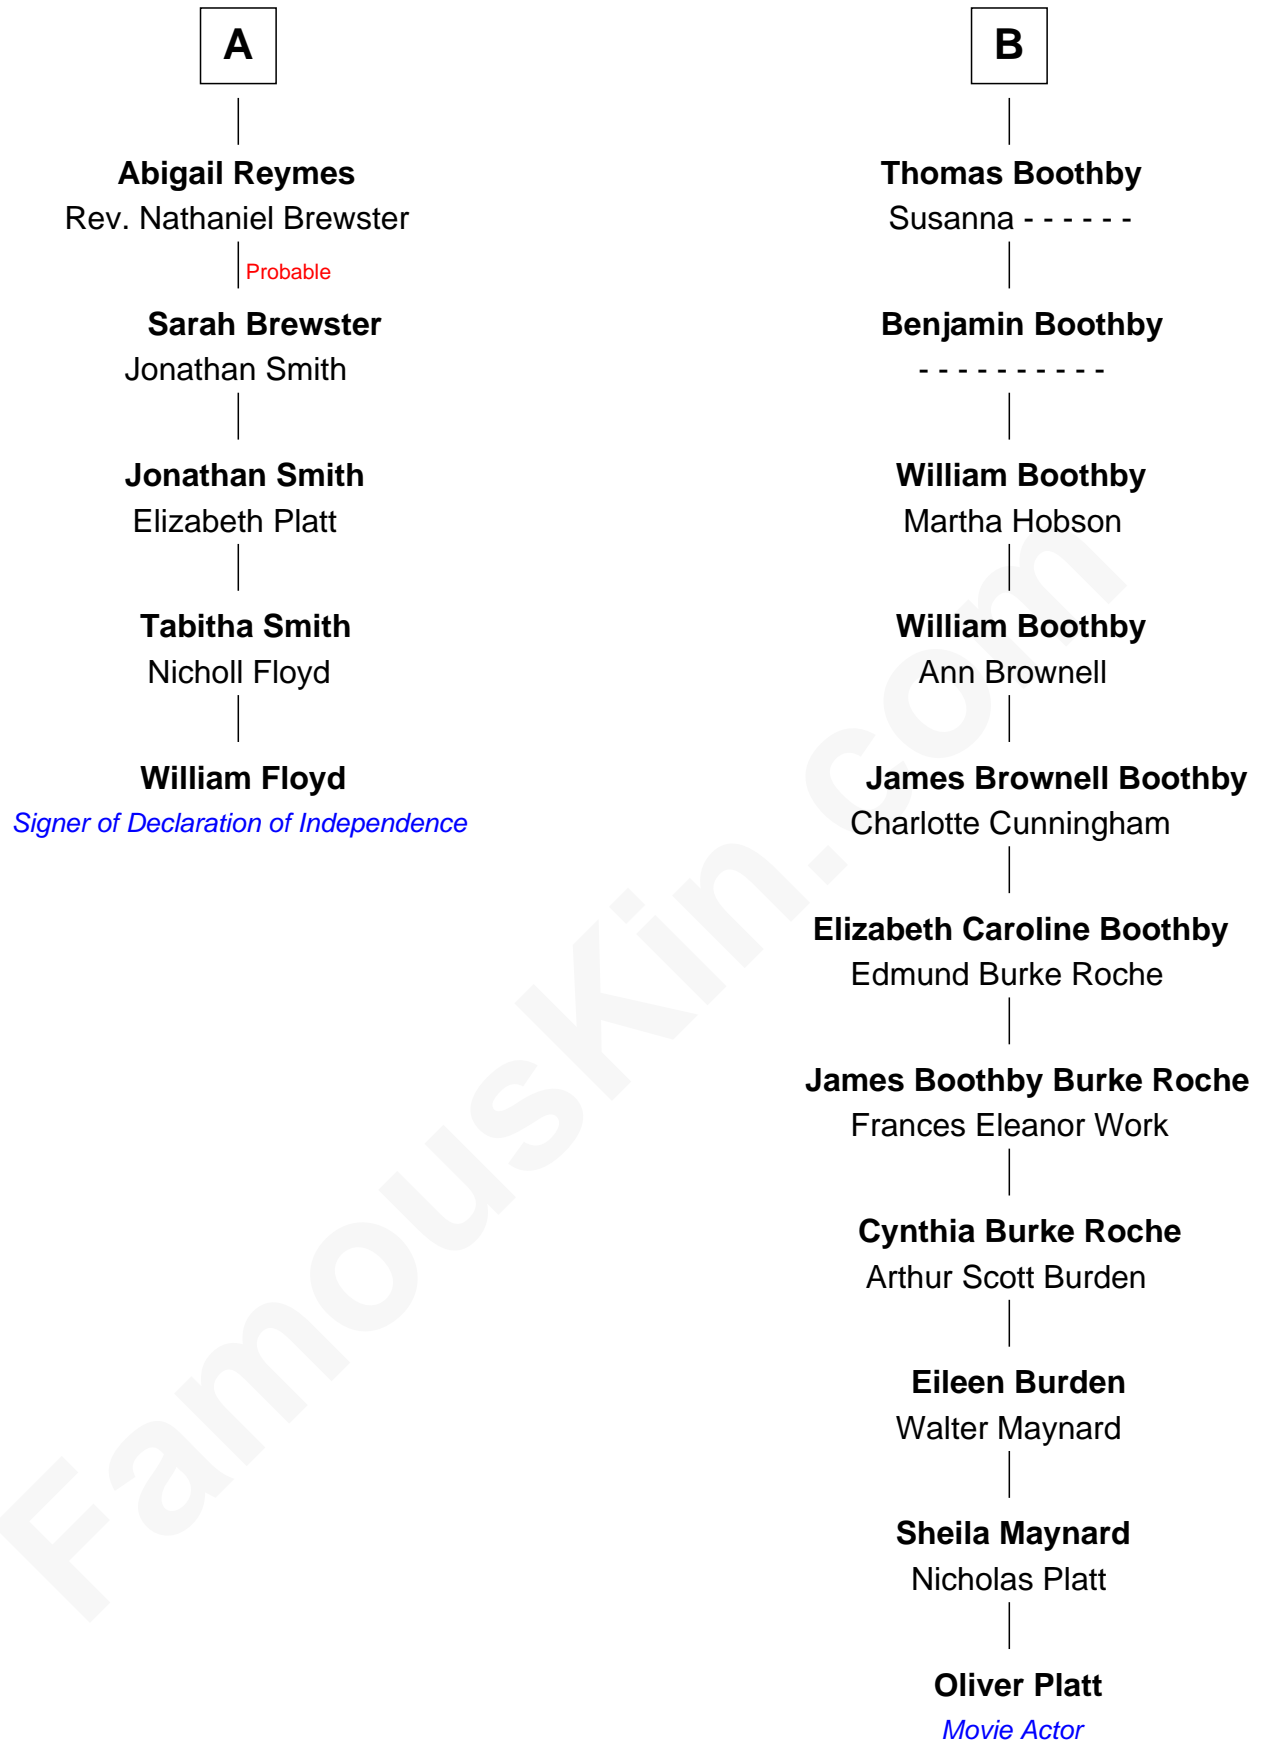 A
Abigail Reymes
Rev. Nathaniel Brewster
Probable
Sarah Brewster
Jonathan Smith
Jonathan Smith
Elizabeth Platt
Tabitha Smith
Nicholl Floyd
William Floyd
Signer of Declaration of Independence
B
Thomas Boothby
Susanna - - - - - -
Benjamin Boothby
- - - - - - - - - -
William Boothby
Martha Hobson
William Boothby
Ann Brownell
James Brownell Boothby
Charlotte Cunningham
Elizabeth Caroline Boothby
Edmund Burke Roche
James Boothby Burke Roche
Frances Eleanor Work
Cynthia Burke Roche
Arthur Scott Burden
Eileen Burden
Walter Maynard
Sheila Maynard
Nicholas Platt
Oliver Platt
Movie Actor
FamousKin.com